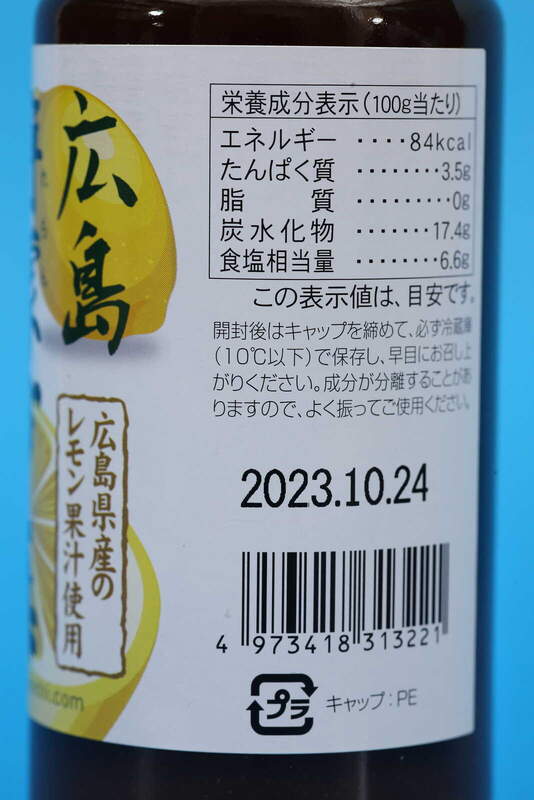 広島
広島県産の
レモン果汁使用
栄養成分表示(100g当たり)
エネルギー ････84kcal
たんぱく質 ････････3.5g
脂質 ･････････0g
炭水化物 ････････17.4g
食塩相当量 ････････6.6g
この表示値は、目安です。
開封後はキャップを締めて、必ず冷蔵庫
(10℃以下)で保存し、早目にお召し上
がりください。成分が分離することがあ
りますので、よく振ってご使用ください。
2023.10.24
4 973418 313221
プラ キャップ:PE
.com